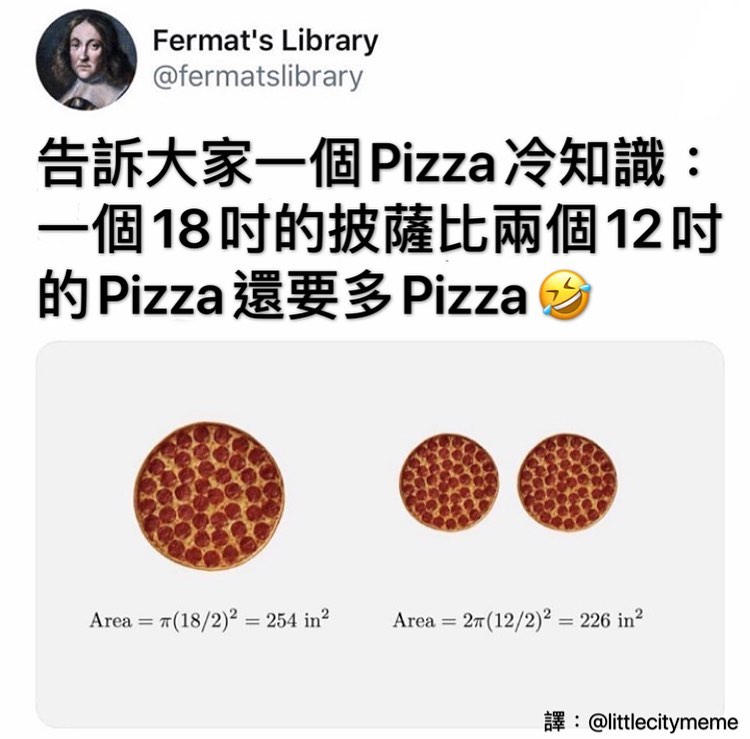 Fermat's Library
@fermatslibrary
告訴大家一個Pizza冷知識：
一個18吋的披薩比兩個12吋
的Pizza還要多Pizza🤣
Area = π(18/2)² = 254 in²
Area = 2π(12/2)² = 226 in²
譯：@littlecitymeme